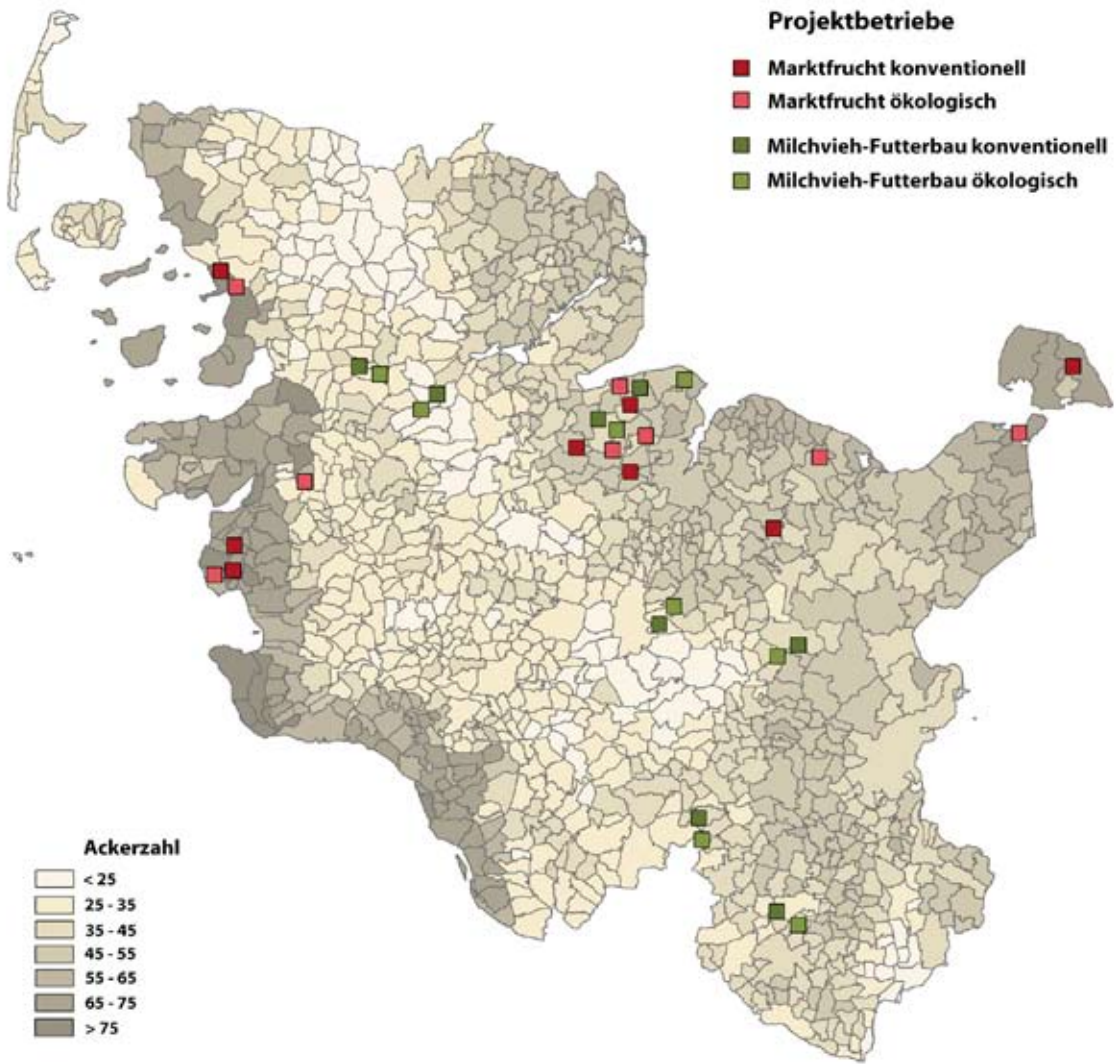 Projektbetriebe
Marktfrucht konventionell
Marktfrucht ökologisch
Milchvieh-Futterbau konventionell
Milchvieh-Futterbau ökologisch
Ackerzahl
< 25
25 - 35
35 - 45
45 - 55
55 - 65
65 - 75
> 75